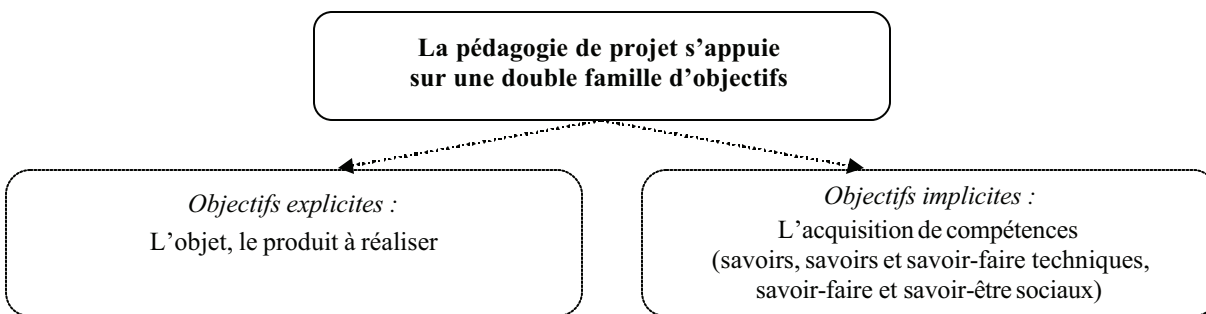 La pédagogie de projet s’appuie
sur une double famille d’objectifs
Objectifs explicites :
L’objet, le produit à réaliser
Objectifs implicites :
L’acquisition de compétences
(savoirs, savoirs et savoir-faire techniques,
savoir-faire et savoir-être sociaux)